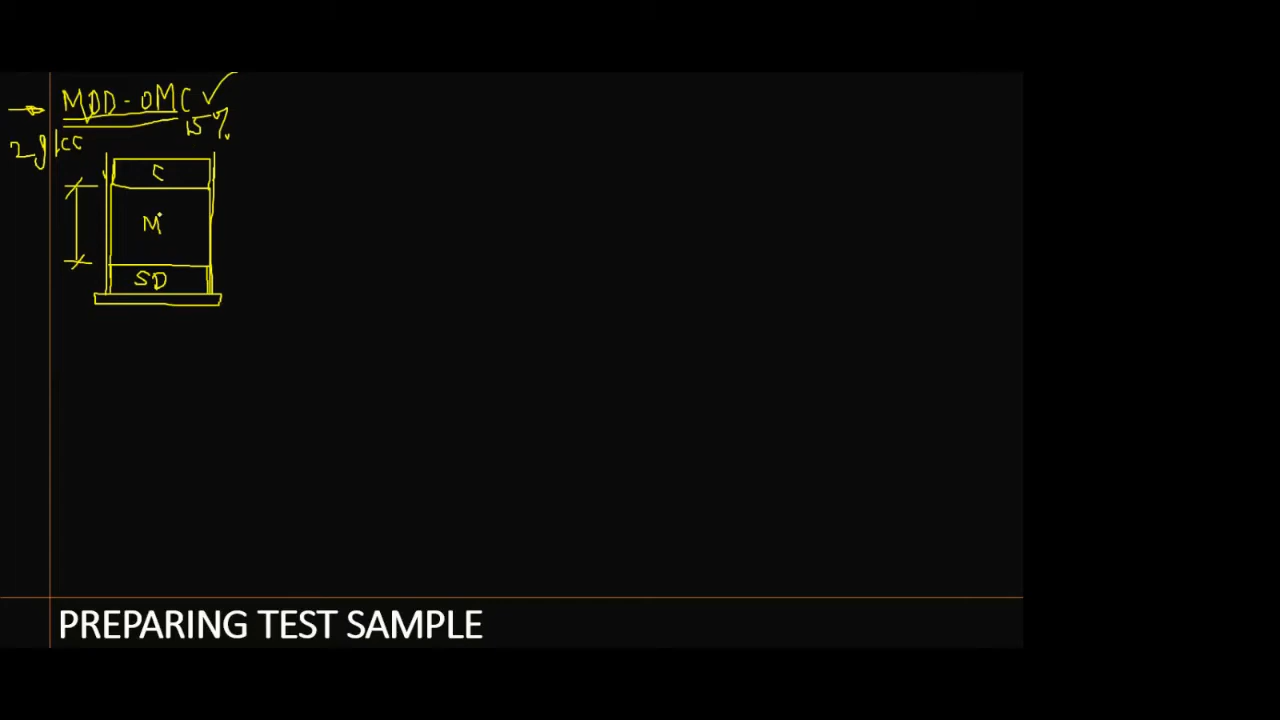 → MDD - OMC ✓
15%
2g/cc
C
M
SD
PREPARING TEST SAMPLE